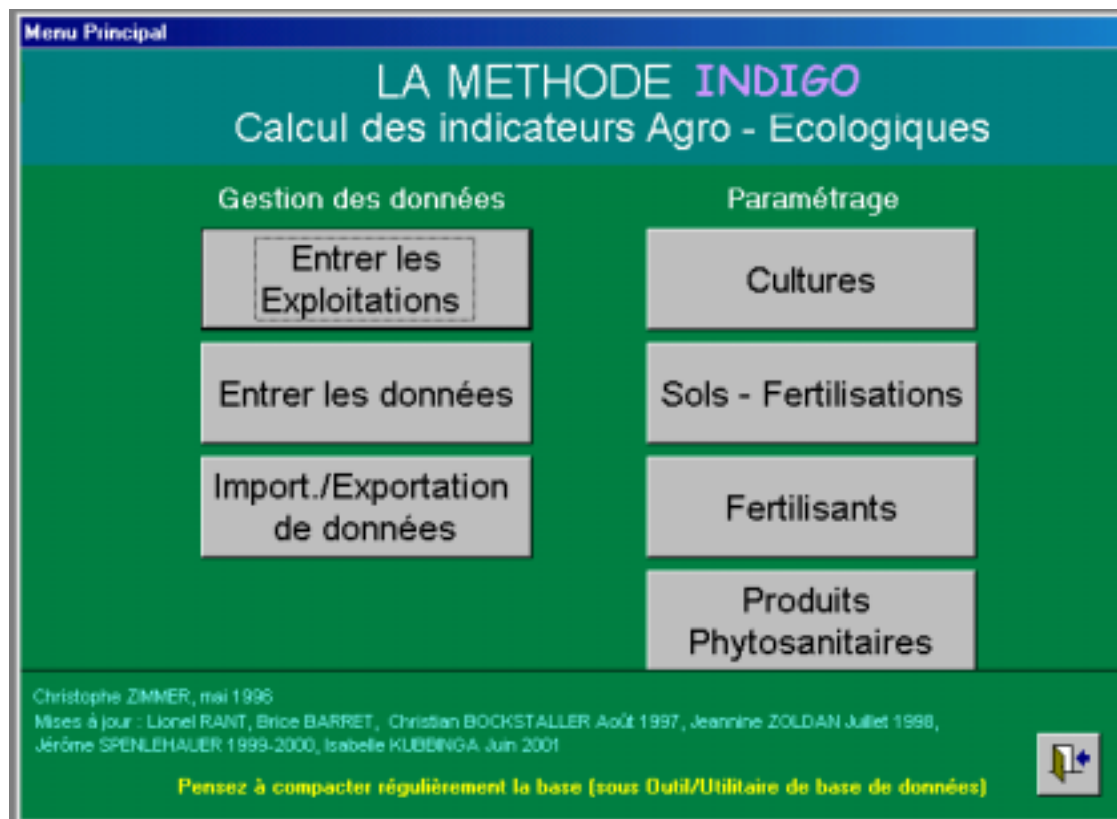 Menu Principal
LA METHODE INDIGO
Calcul des indicateurs Agro - Ecologiques
Gestion des données
Entrer les
Exploitations
Entrer les données
Import./Exportation
de données
Paramétrage
Cultures
Sols - Fertilisations
Fertilisants
Produits
Phytosanitaires
Christophe ZIMMER, mai 1996
Mises à jour : Lionel RANT, Brice BARRET, Christian BOCKSTALLER Août 1997, Jeannine ZOLDAN Juillet 1998,
Jérôme SPENLEHAUER 1999-2000, Isabelle KUBBINGA Juin 2001
Pensez à compacter régulièrement la base (sous Outil/Utilitaire de base de données)